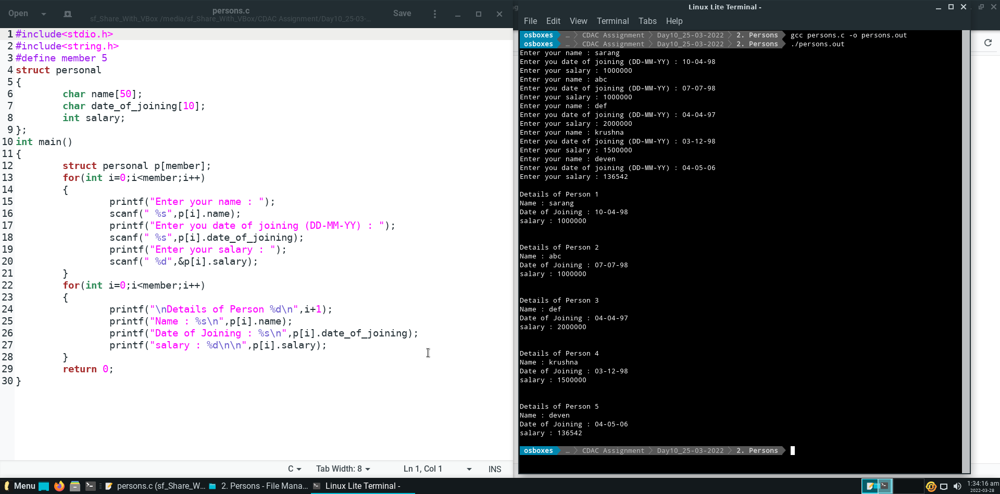 Open
persons.c
sf_Share_With_VBox /media/sf_Share_With_VBox/CDAC Assignment/Day10_25-03-...
Save
1 #include<stdio.h>
2 #include<string.h>
3 #define member 5
4 struct personal
5 {
6 char name[50];
7 char date_of_joining[10];
8 int salary;
9 };
10 int main()
11 {
12 struct personal p[member];
13 for(int i=0;i<member;i++)
14 {
15 printf("Enter your name : ");
16 scanf(" %s",p[i].name);
17 printf("Enter you date of joining (DD-MM-YY) : ");
18 scanf(" %s",p[i].date_of_joining);
19 printf("Enter your salary : ");
20 scanf(" %d",&p[i].salary);
21 }
22 for(int i=0;i<member;i++)
23 {
24 printf("\nDetails of Person %d\n",i+1);
25 printf("Name : %s\n",p[i].name);
26 printf("Date of Joining : %s\n",p[i].date_of_joining);
27 printf("salary : %d\n\n",p[i].salary);
28 }
29 return 0;
30 }
C
Tab Width: 8
Ln 1, Col 1
INS
Linux Lite Terminal -
File Edit View Terminal Tabs Help
osboxes … CDAC Assignment Day10_25-03-2022 2. Persons gcc persons.c -o persons.out
osboxes … CDAC Assignment Day10_25-03-2022 2. Persons ./persons.out
Enter your name : sarang
Enter you date of joining (DD-MM-YY) : 10-04-98
Enter your salary : 1000000
Enter your name : abc
Enter you date of joining (DD-MM-YY) : 07-07-98
Enter your salary : 1000000
Enter your name : def
Enter you date of joining (DD-MM-YY) : 04-04-97
Enter your salary : 2000000
Enter your name : krushna
Enter you date of joining (DD-MM-YY) : 03-12-98
Enter your salary : 1500000
Enter your name : deven
Enter you date of joining (DD-MM-YY) : 04-05-06
Enter your salary : 136542
Details of Person 1
Name : sarang
Date of Joining : 10-04-98
salary : 1000000
Details of Person 2
Name : abc
Date of Joining : 07-07-98
salary : 1000000
Details of Person 3
Name : def
Date of Joining : 04-04-97
salary : 2000000
Details of Person 4
Name : krushna
Date of Joining : 03-12-98
salary : 1500000
Details of Person 5
Name : deven
Date of Joining : 04-05-06
salary : 136542
osboxes … CDAC Assignment Day10_25-03-2022 2. Persons
Menu
persons.c (sf_Share_W...
2. Persons - File Mana...
Linux Lite Terminal -
1:34:16 am
2022-03-28